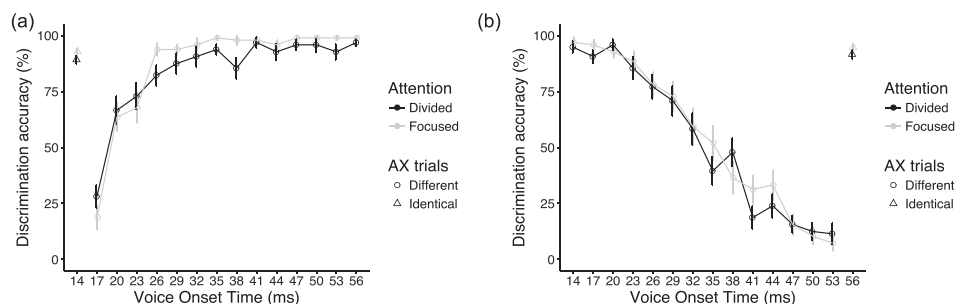 (a)
100
75
50
25
0
Discrimination accuracy (%)
14 17 20 23 26 29 32 35 38 41 44 47 50 53 56
Voice Onset Time (ms)
Attention
Divided
Focused
AX trials
Different
Identical
(b)
100
75
50
25
0
Discrimination accuracy (%)
14 17 20 23 26 29 32 35 38 41 44 47 50 53 56
Voice Onset Time (ms)
Attention
Divided
Focused
AX trials
Different
Identical